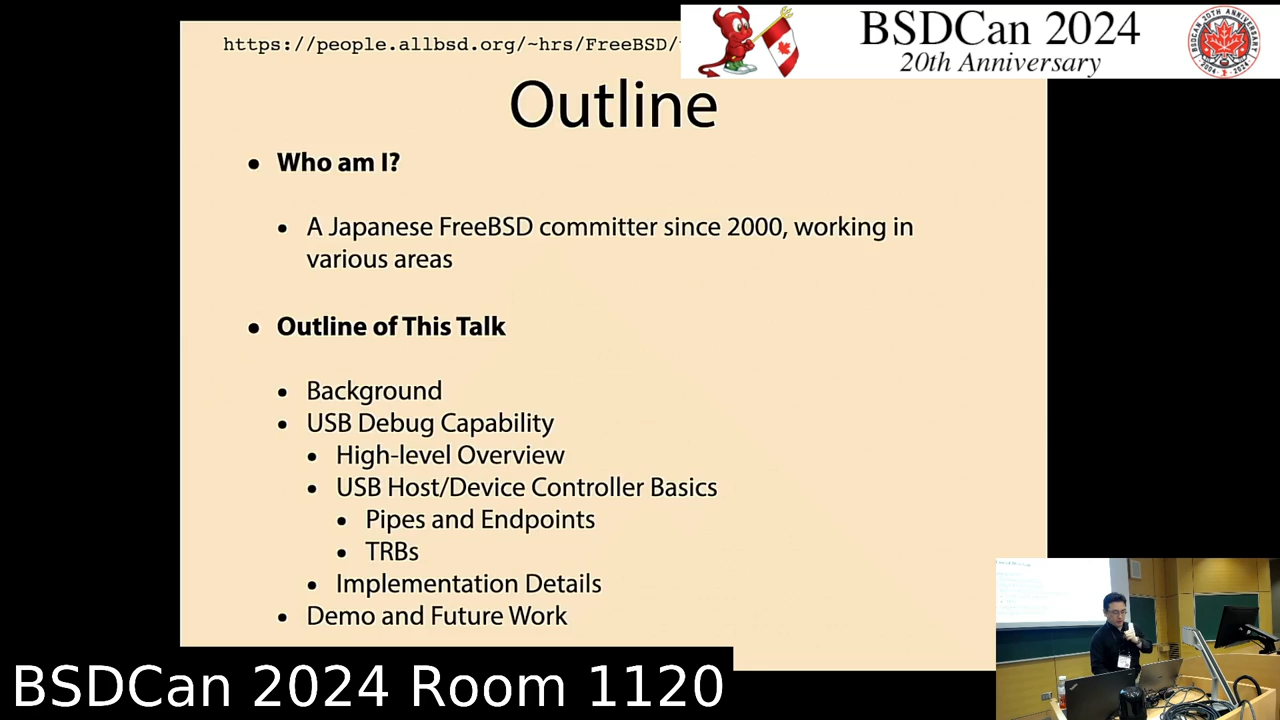 https://people.allbsd.org/~hrs/FreeBSD/
BSDCan 2024
20th Anniversary
Outline
• Who am I?
• A Japanese FreeBSD committer since 2000, working in
various areas
• Outline of This Talk
• Background
• USB Debug Capability
• High-level Overview
• USB Host/Device Controller Basics
• Pipes and Endpoints
• TRBs
• Implementation Details
• Demo and Future Work
BSDCan 2024 Room 1120